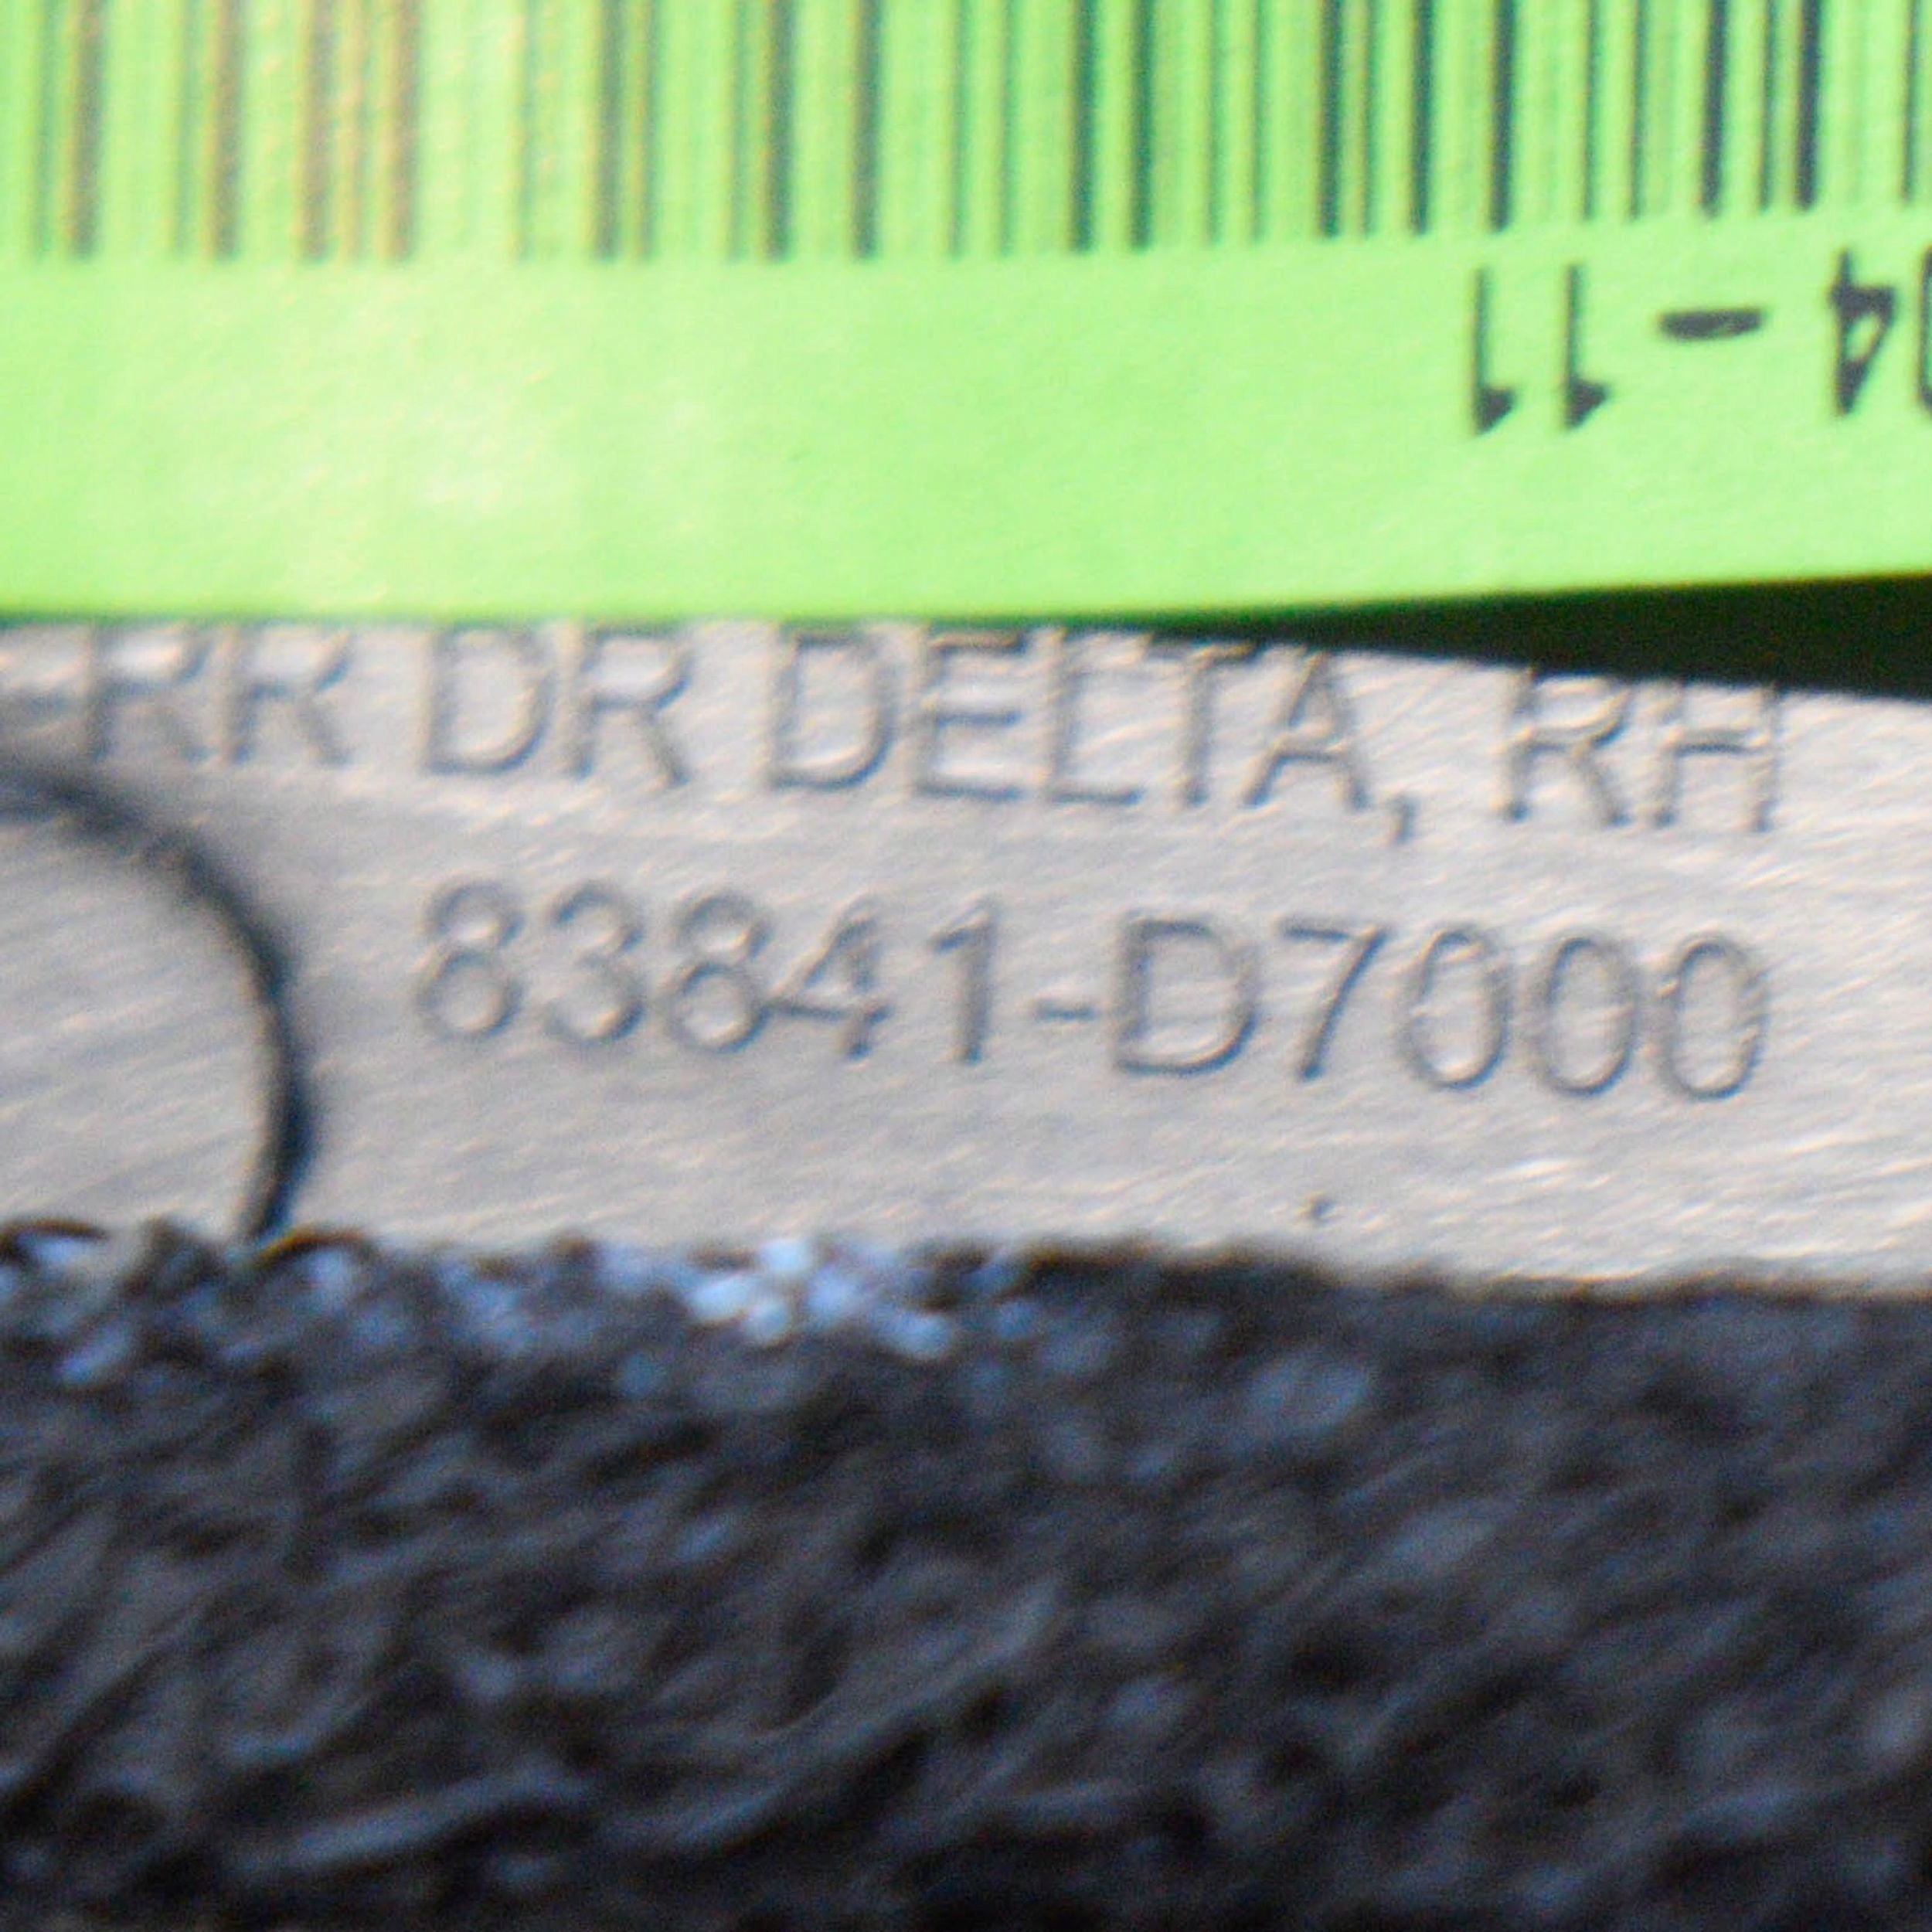 04-11
RR DR DELTA, RH
83841-D7000